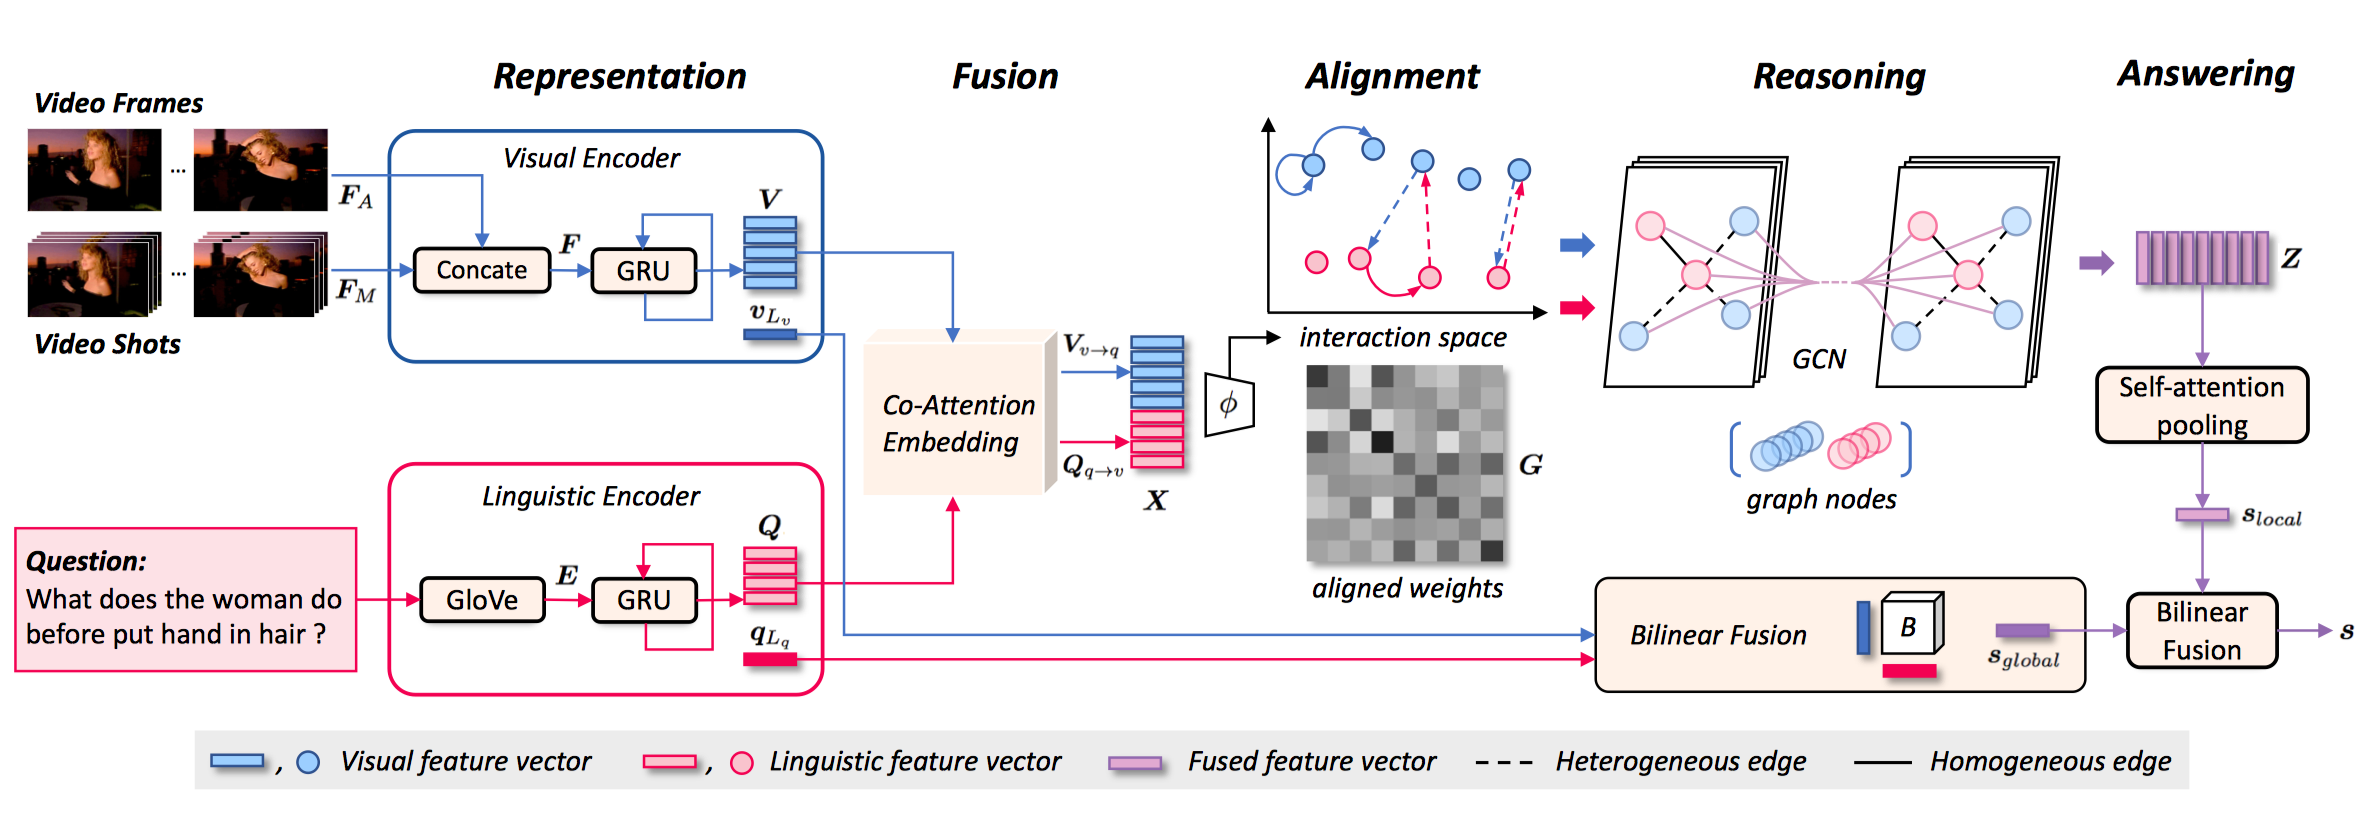 Representation
Fusion
Alignment
Reasoning
Answering
Video Frames
...
F_A
...
F_M
Video Shots
Visual Encoder
Concate
F
GRU
V
v_{L_v}
Question:
What does the woman do
before put hand in hair ?
Linguistic Encoder
GloVe
E
GRU
Q
q_{L_q}
Co-Attention
Embedding
V_{v→q}
Q_{q→v}
X
ϕ
interaction space
G
aligned weights
GCN
graph nodes
Z
Self-attention
pooling
s_{local}
Bilinear Fusion
B
s_{global}
Bilinear
Fusion
s
, Visual feature vector
, Linguistic feature vector
Fused feature vector
Heterogeneous edge
Homogeneous edge